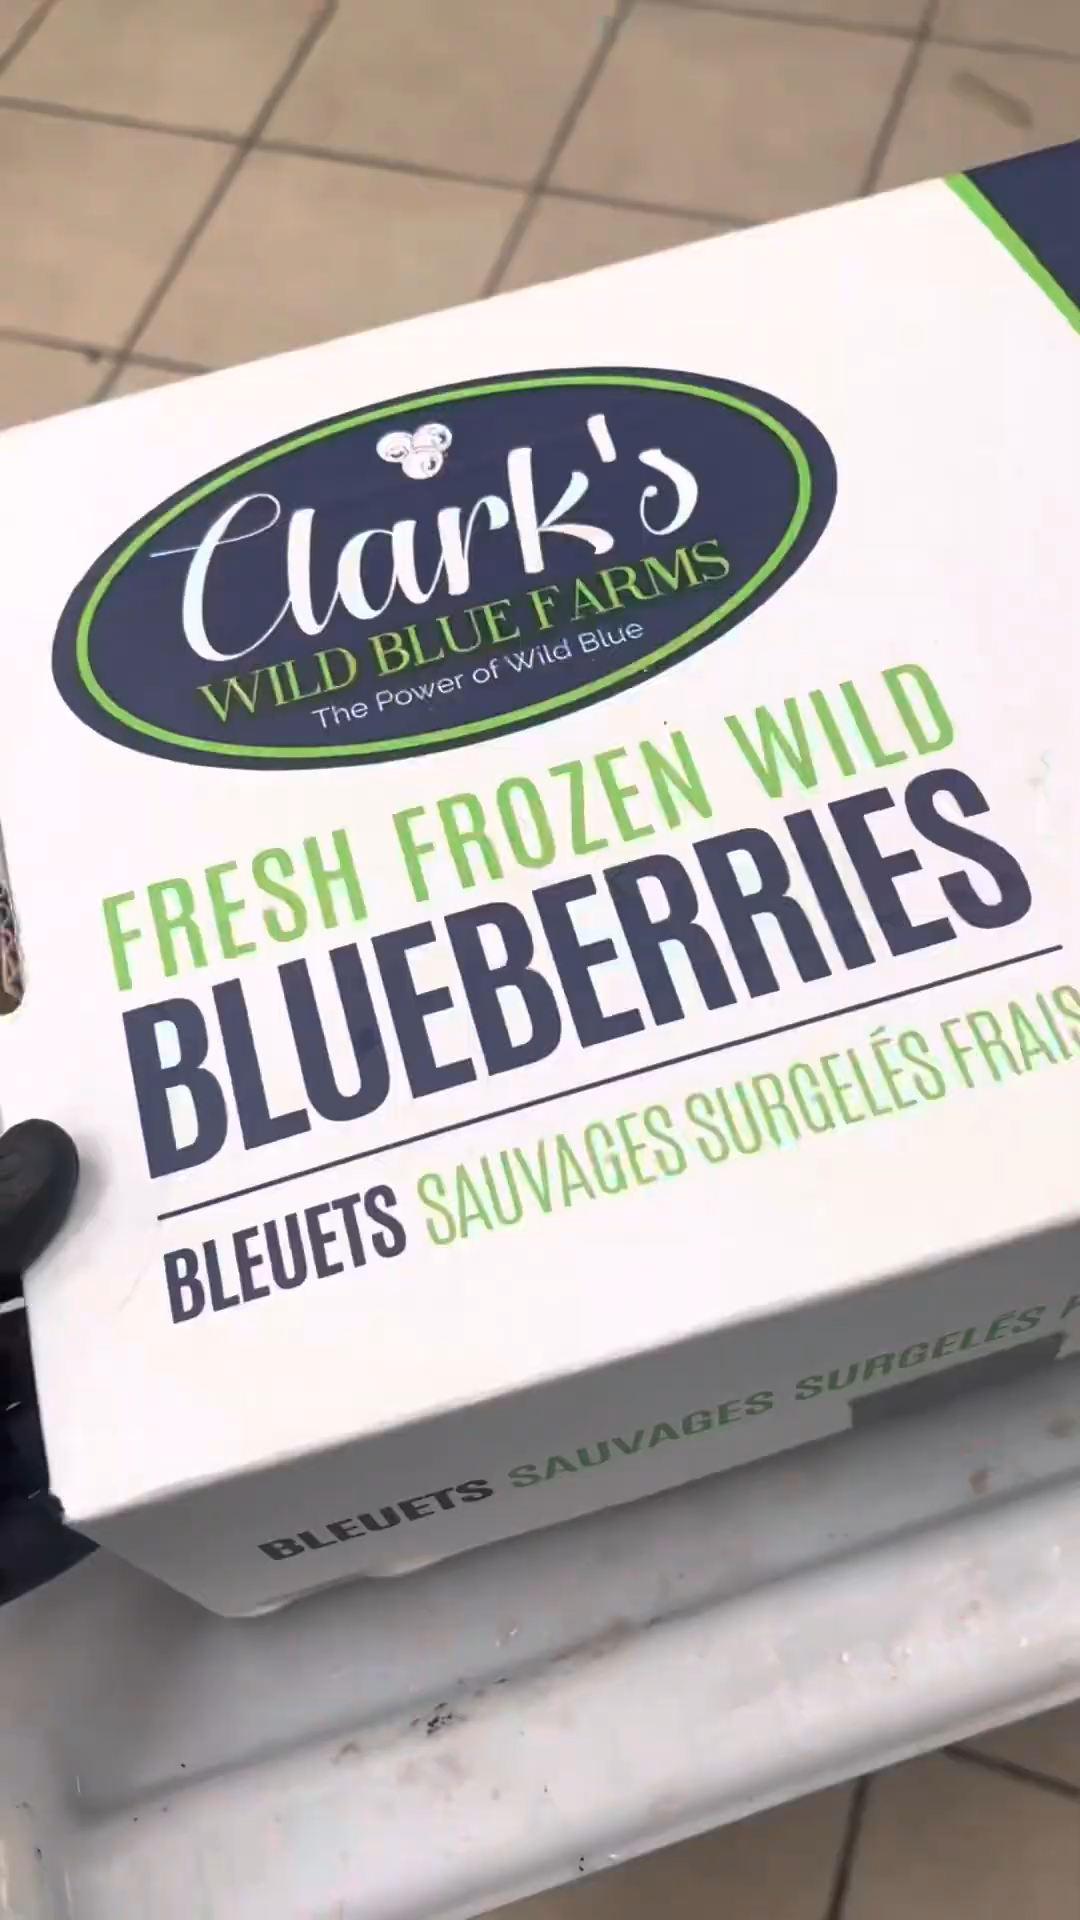 Clark's
WILD BLUE FARMS
The Power of Wild Blue
FRESH FROZEN WILD
BLUEBERRIES
BLEUETS SAUVAGES SURGELÉS FRAIS
BLEUETS SAUVAGES SURGELÉS F